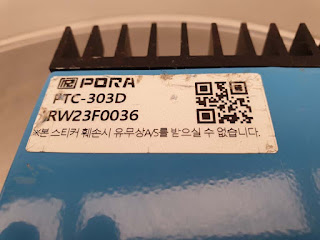 PORA
PTC-303D
RW23F0036
※본 스티커 훼손시 유무상A/S를 받으실 수 없습니다.